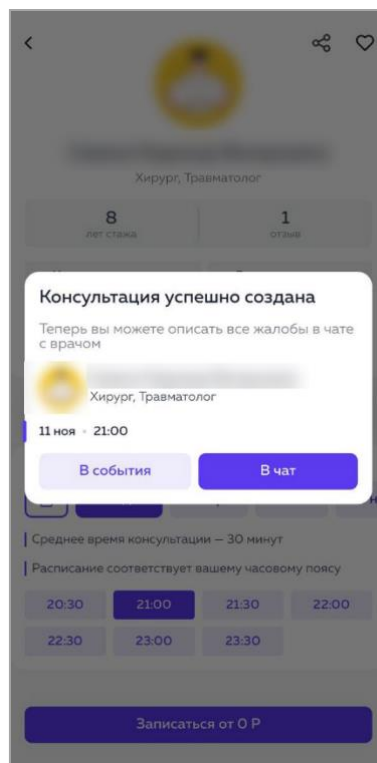 Хирург, Травматолог
8
1
лет стажа
отзыв
Консультация успешно создана
Теперь вы можете описать все жалобы в чате
с врачом
Хирург, Травматолог
11 ноя • 21:00
В события
В чат
Среднее время консультации — 30 минут
Расписание соответствует вашему часовому поясу
20:30 21:00 21:30 22:00
22:30 23:00 23:30
Записаться от 0 Р